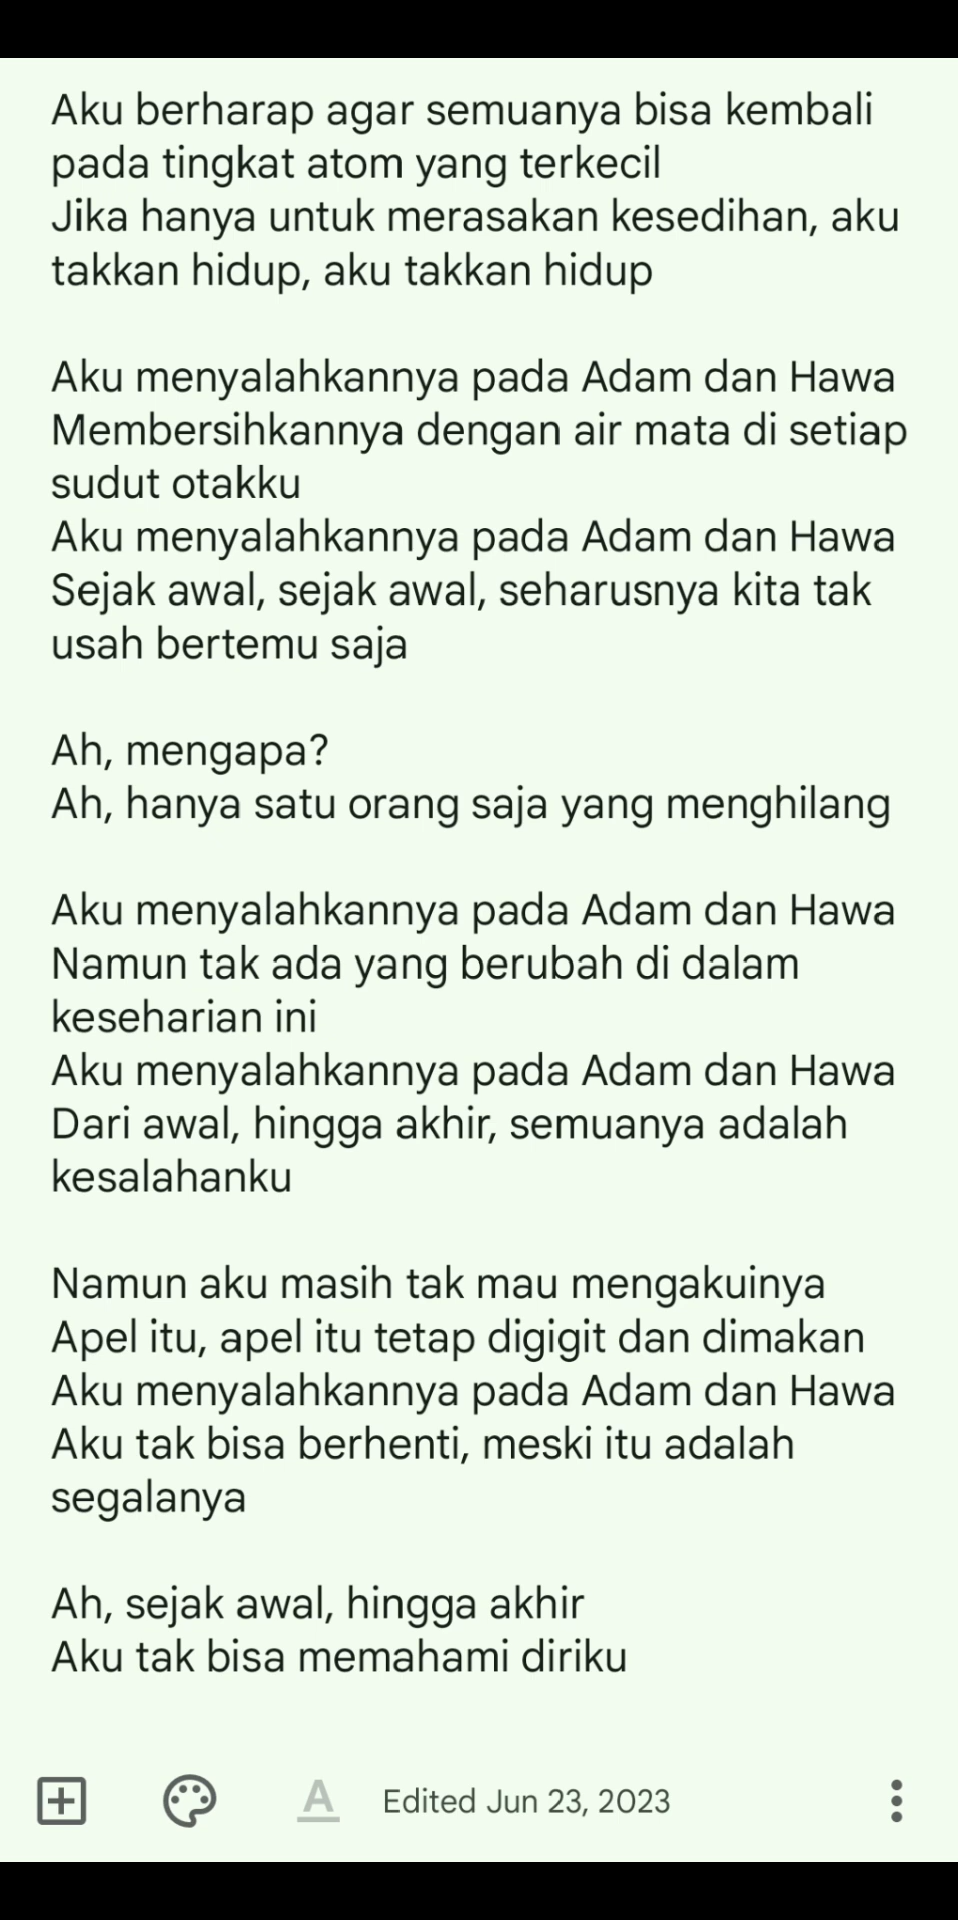 Aku berharap agar semuanya bisa kembali
pada tingkat atom yang terkecil
Jika hanya untuk merasakan kesedihan, aku
takkan hidup, aku takkan hidup

Aku menyalahkannya pada Adam dan Hawa
Membersihkannya dengan air mata di setiap
sudut otakku
Aku menyalahkannya pada Adam dan Hawa
Sejak awal, sejak awal, seharusnya kita tak
usah bertemu saja

Ah, mengapa?
Ah, hanya satu orang saja yang menghilang

Aku menyalahkannya pada Adam dan Hawa
Namun tak ada yang berubah di dalam
keseharian ini
Aku menyalahkannya pada Adam dan Hawa
Dari awal, hingga akhir, semuanya adalah
kesalahanku

Namun aku masih tak mau mengakuinya
Apel itu, apel itu tetap digigit dan dimakan
Aku menyalahkannya pada Adam dan Hawa
Aku tak bisa berhenti, meski itu adalah
segalanya

Ah, sejak awal, hingga akhir
Aku tak bisa memahami diriku

A Edited Jun 23, 2023